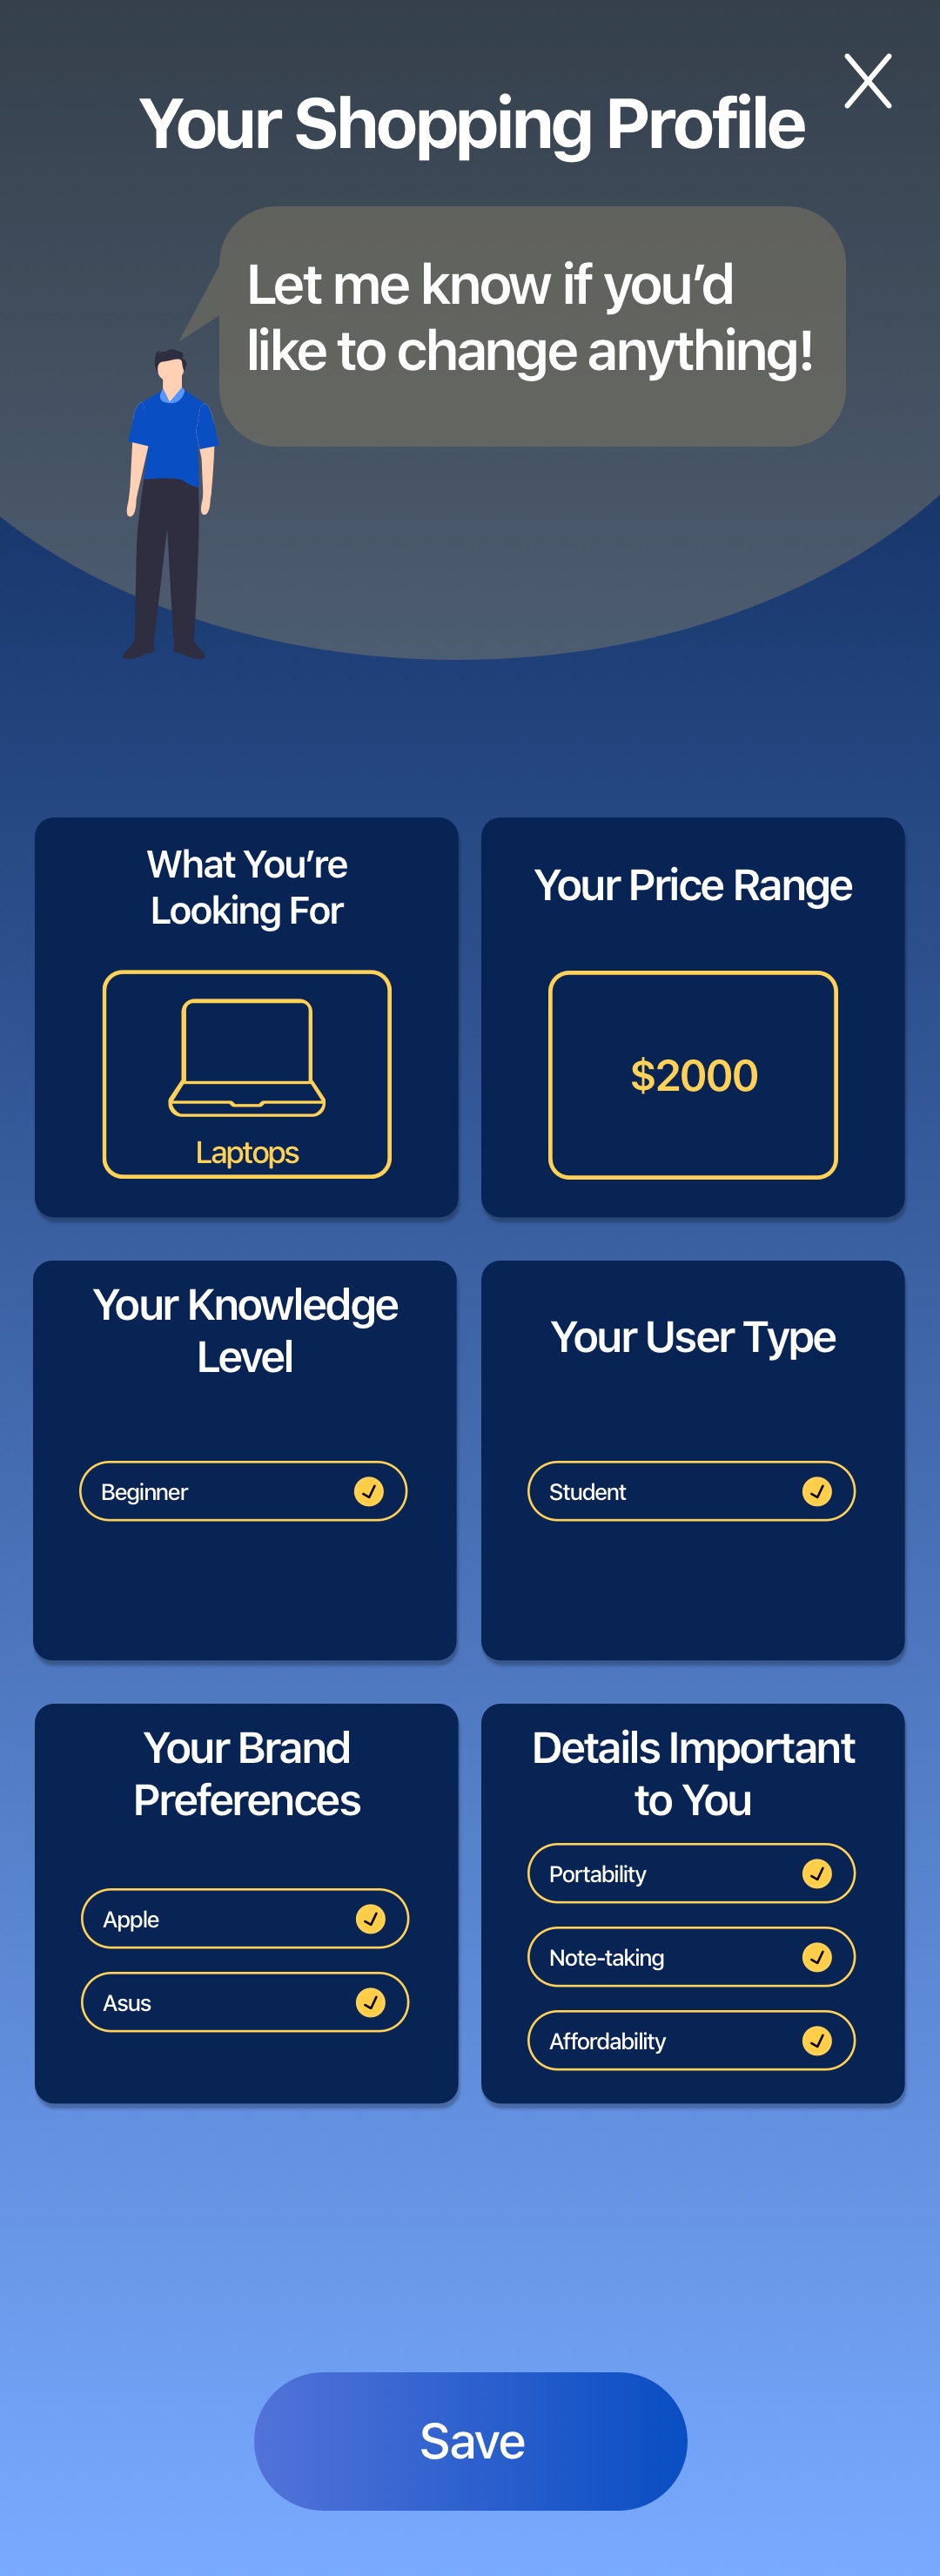 Your Shopping Profile
Let me know if you’d
like to change anything!
What You’re
Looking For
Laptops
Your Price Range
$2000
Your Knowledge
Level
Beginner
Your User Type
Student
Your Brand
Preferences
Apple
Asus
Details Important
to You
Portability
Note-taking
Affordability
Save